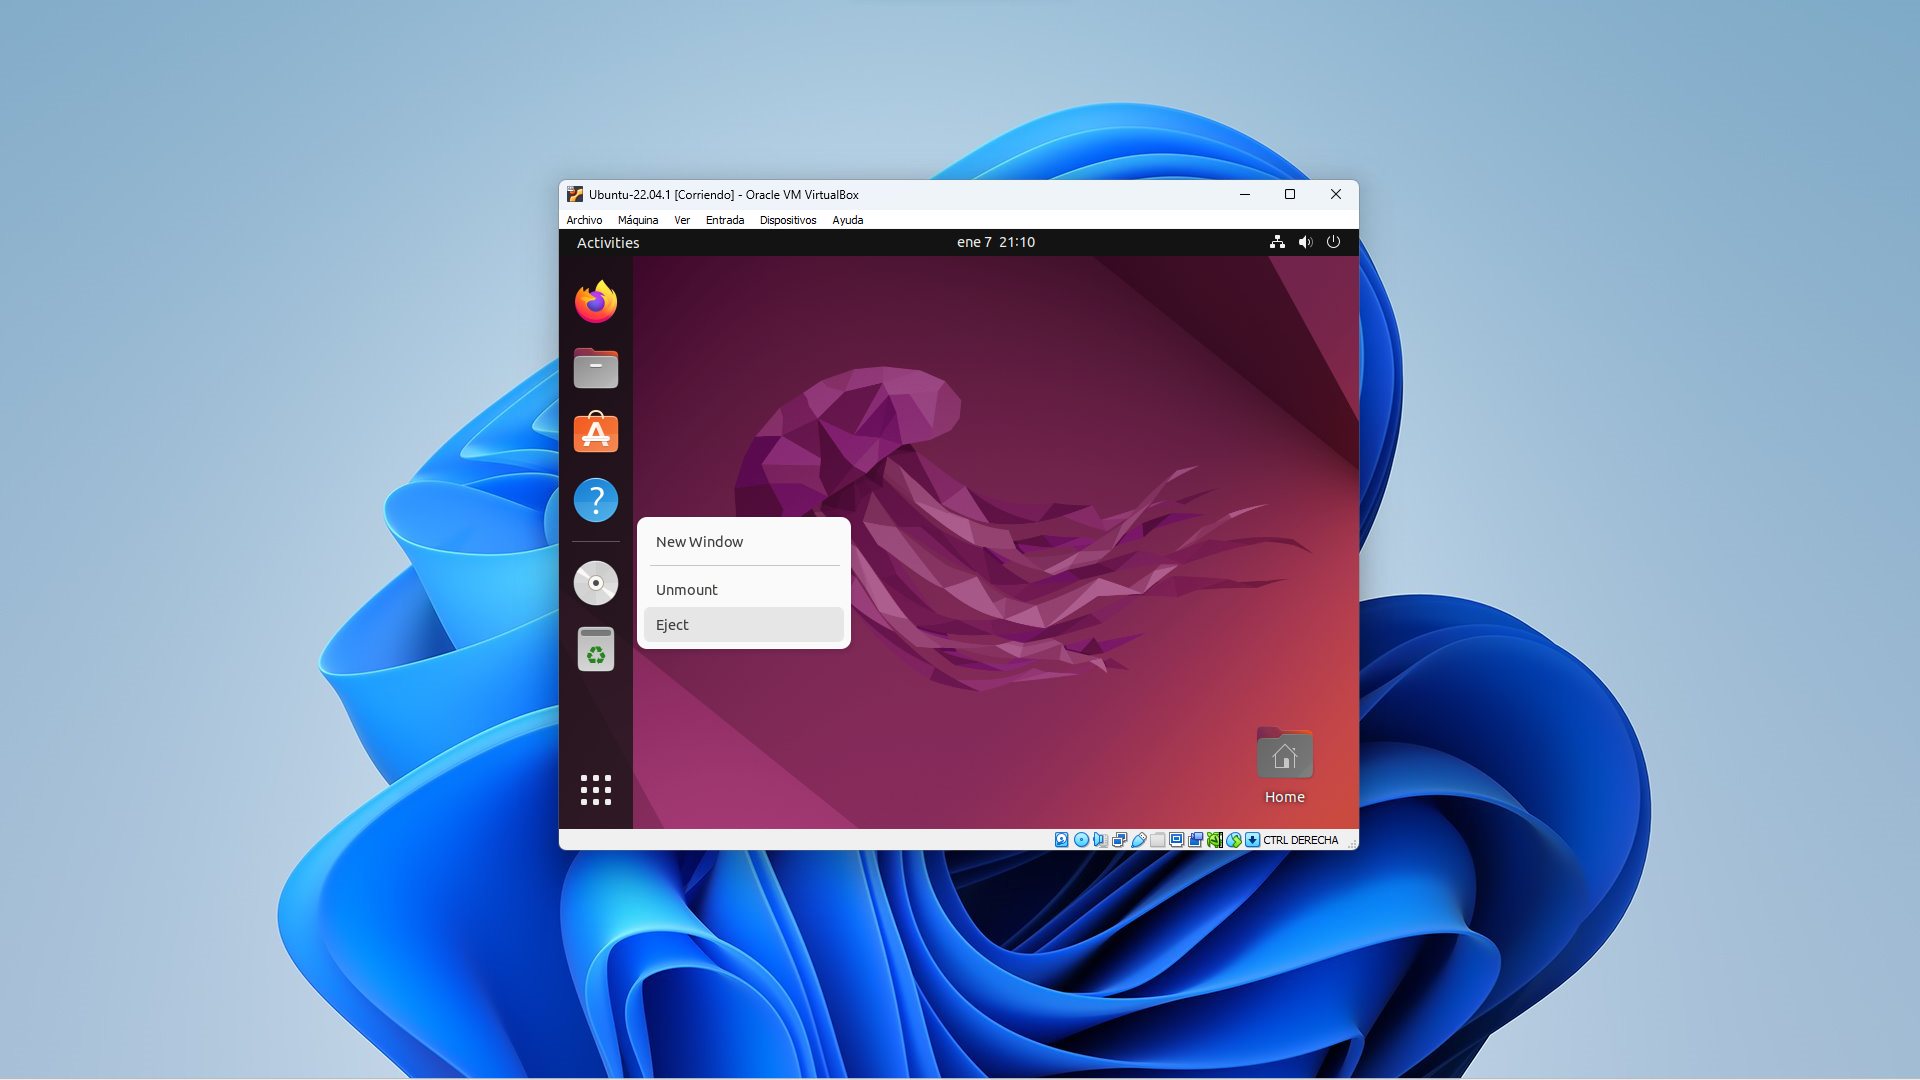 Ubuntu-22.04.1 [Corriendo] - Oracle VM VirtualBox
Archivo Máquina Ver Entrada Dispositivos Ayuda
Activities ene 7 21:10
New Window
Unmount
Eject
Home
CTRL DERECHA